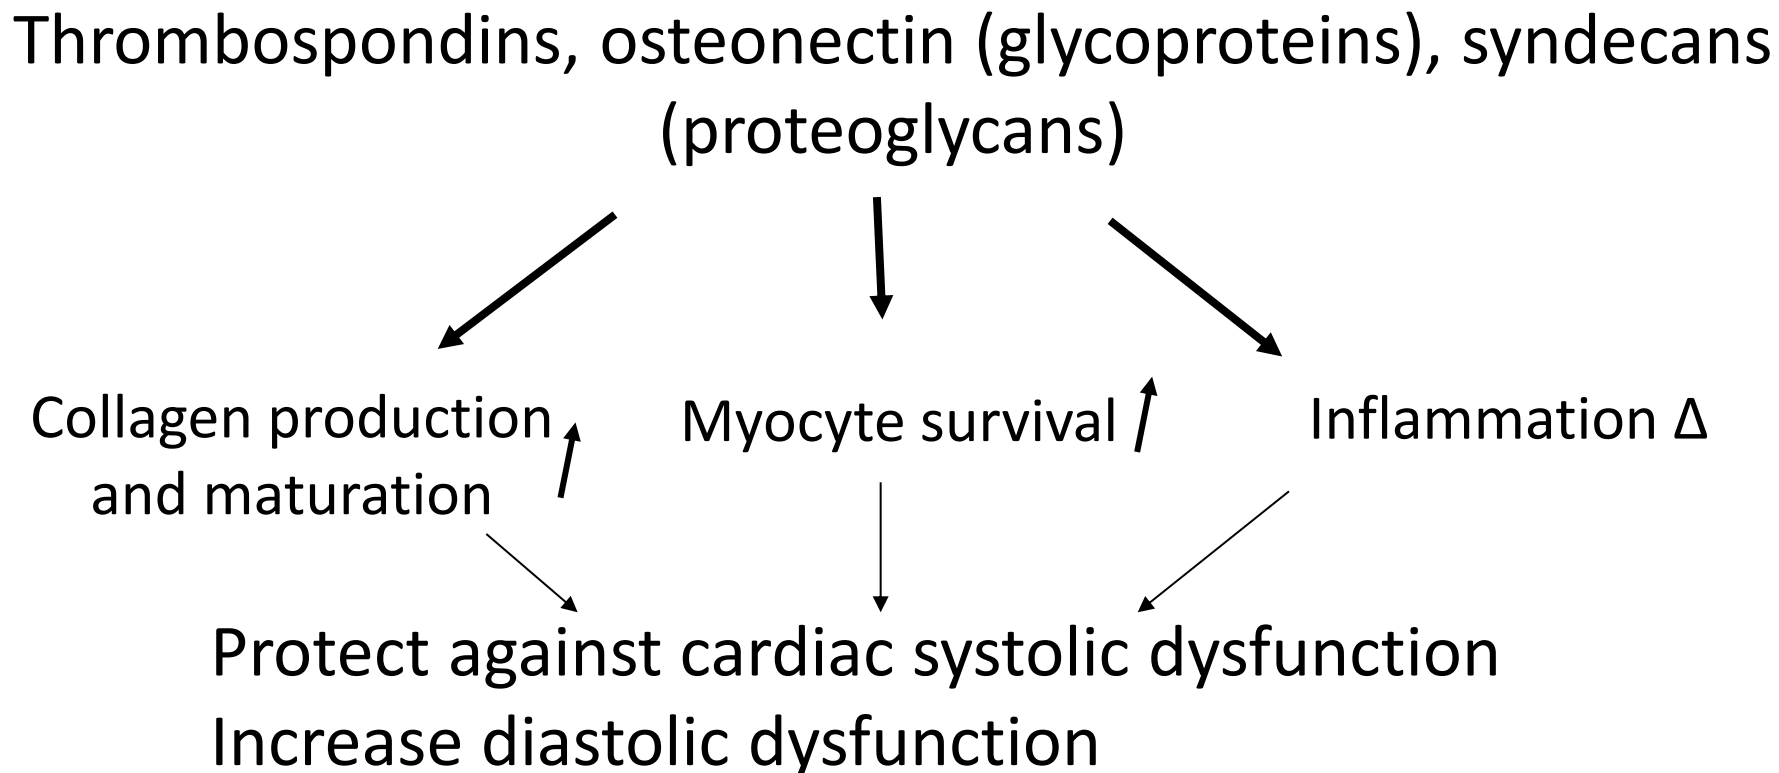 Thrombospondins, osteonectin (glycoproteins), syndecans
(proteoglycans)
Collagen production
and maturation
Myocyte survival
Inflammation Δ
Protect against cardiac systolic dysfunction
Increase diastolic dysfunction